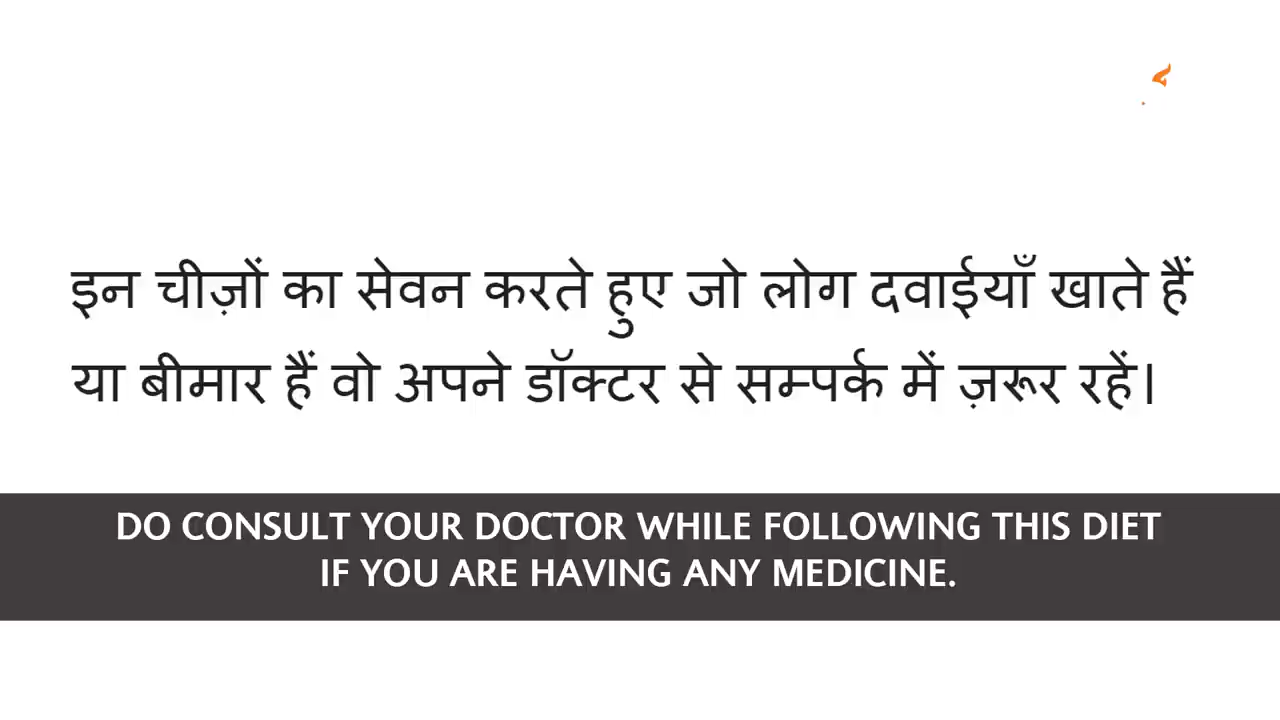 इन चीज़ों का सेवन करते हुए जो लोग दवाईयाँ खाते हैं
या बीमार हैं वो अपने डॉक्टर से सम्पर्क में ज़रूर रहें।
DO CONSULT YOUR DOCTOR WHILE FOLLOWING THIS DIET
IF YOU ARE HAVING ANY MEDICINE.